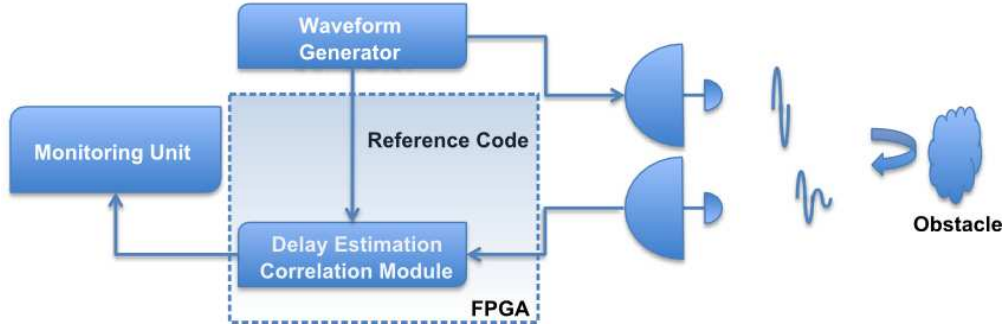 Waveform
Generator
Reference Code
Monitoring Unit
Delay Estimation
Correlation Module
FPGA
Obstacle